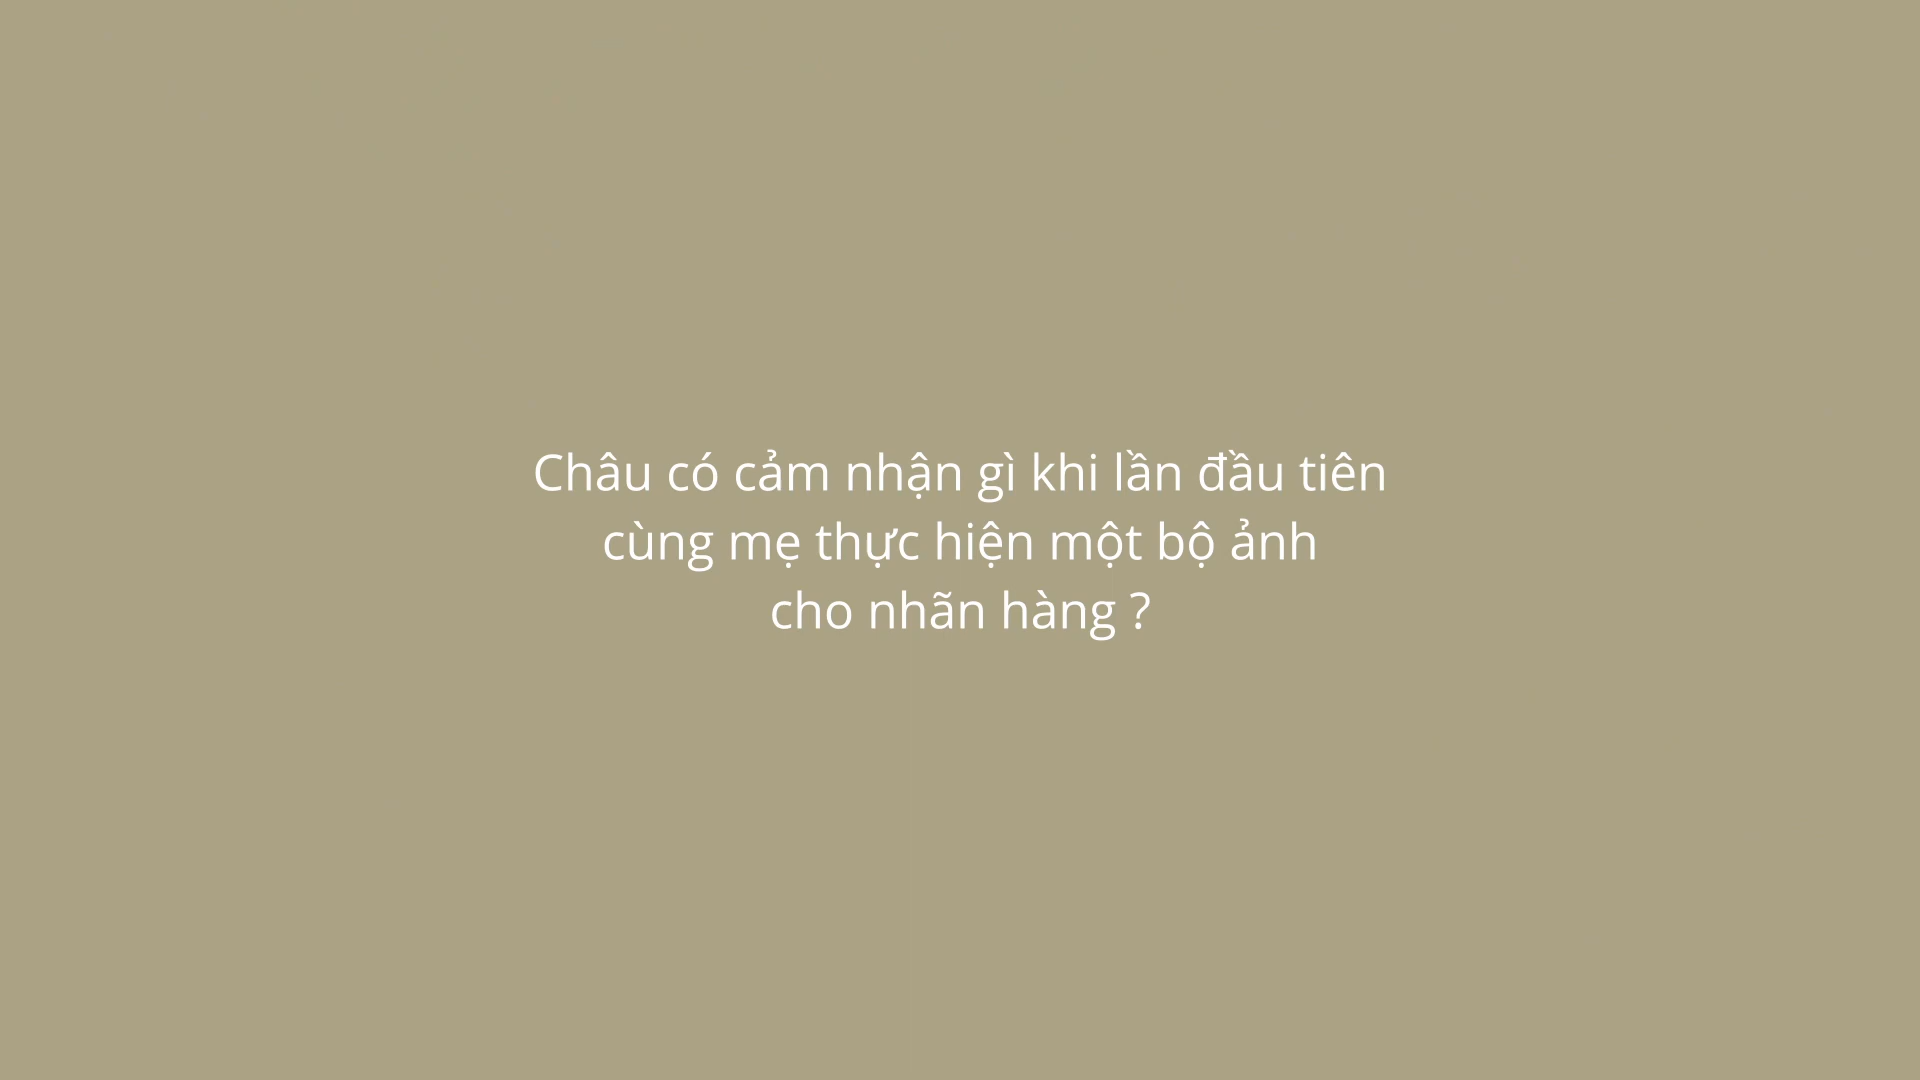 Châu có cảm nhận gì khi lần đầu tiên
cùng mẹ thực hiện một bộ ảnh
cho nhãn hàng ?